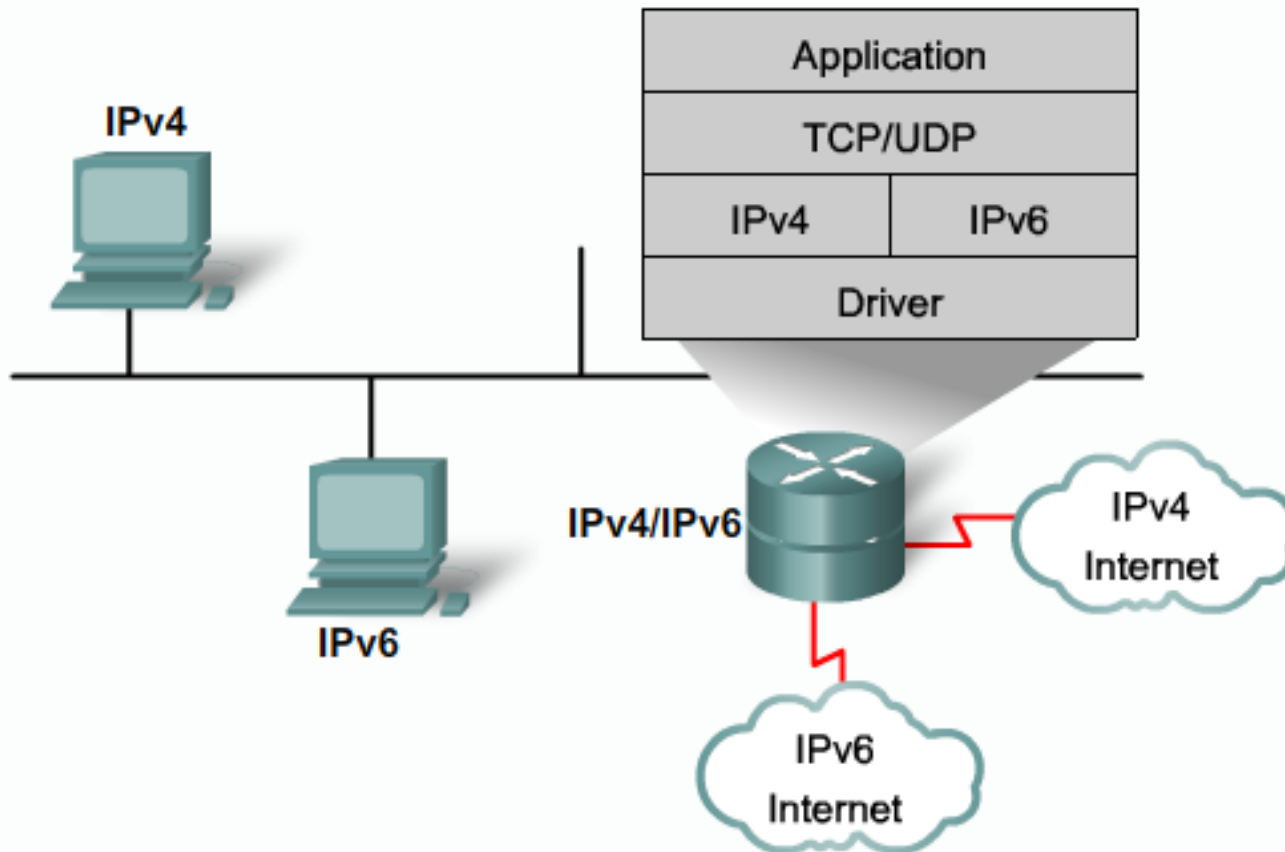 Application
TCP/UDP
IPv4 IPv6
Driver
IPv4
IPv6
IPv4/IPv6
IPv4
Internet
IPv6
Internet